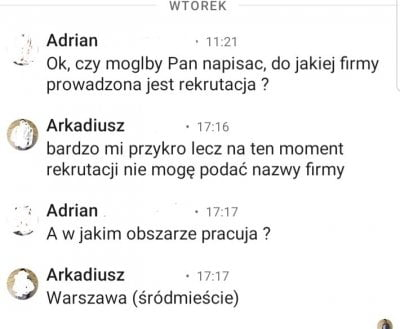 WTOREK
Adrian • 11:21
Ok, czy moglby Pan napisac, do jakiej firmy
prowadzona jest rekrutacja ?
Arkadiusz • 17:16
bardzo mi przykro lecz na ten moment
rekrutacji nie mogę podać nazwy firmy
Adrian • 17:17
A w jakim obszarze pracuja ?
Arkadiusz • 17:17
Warszawa (śródmieście)